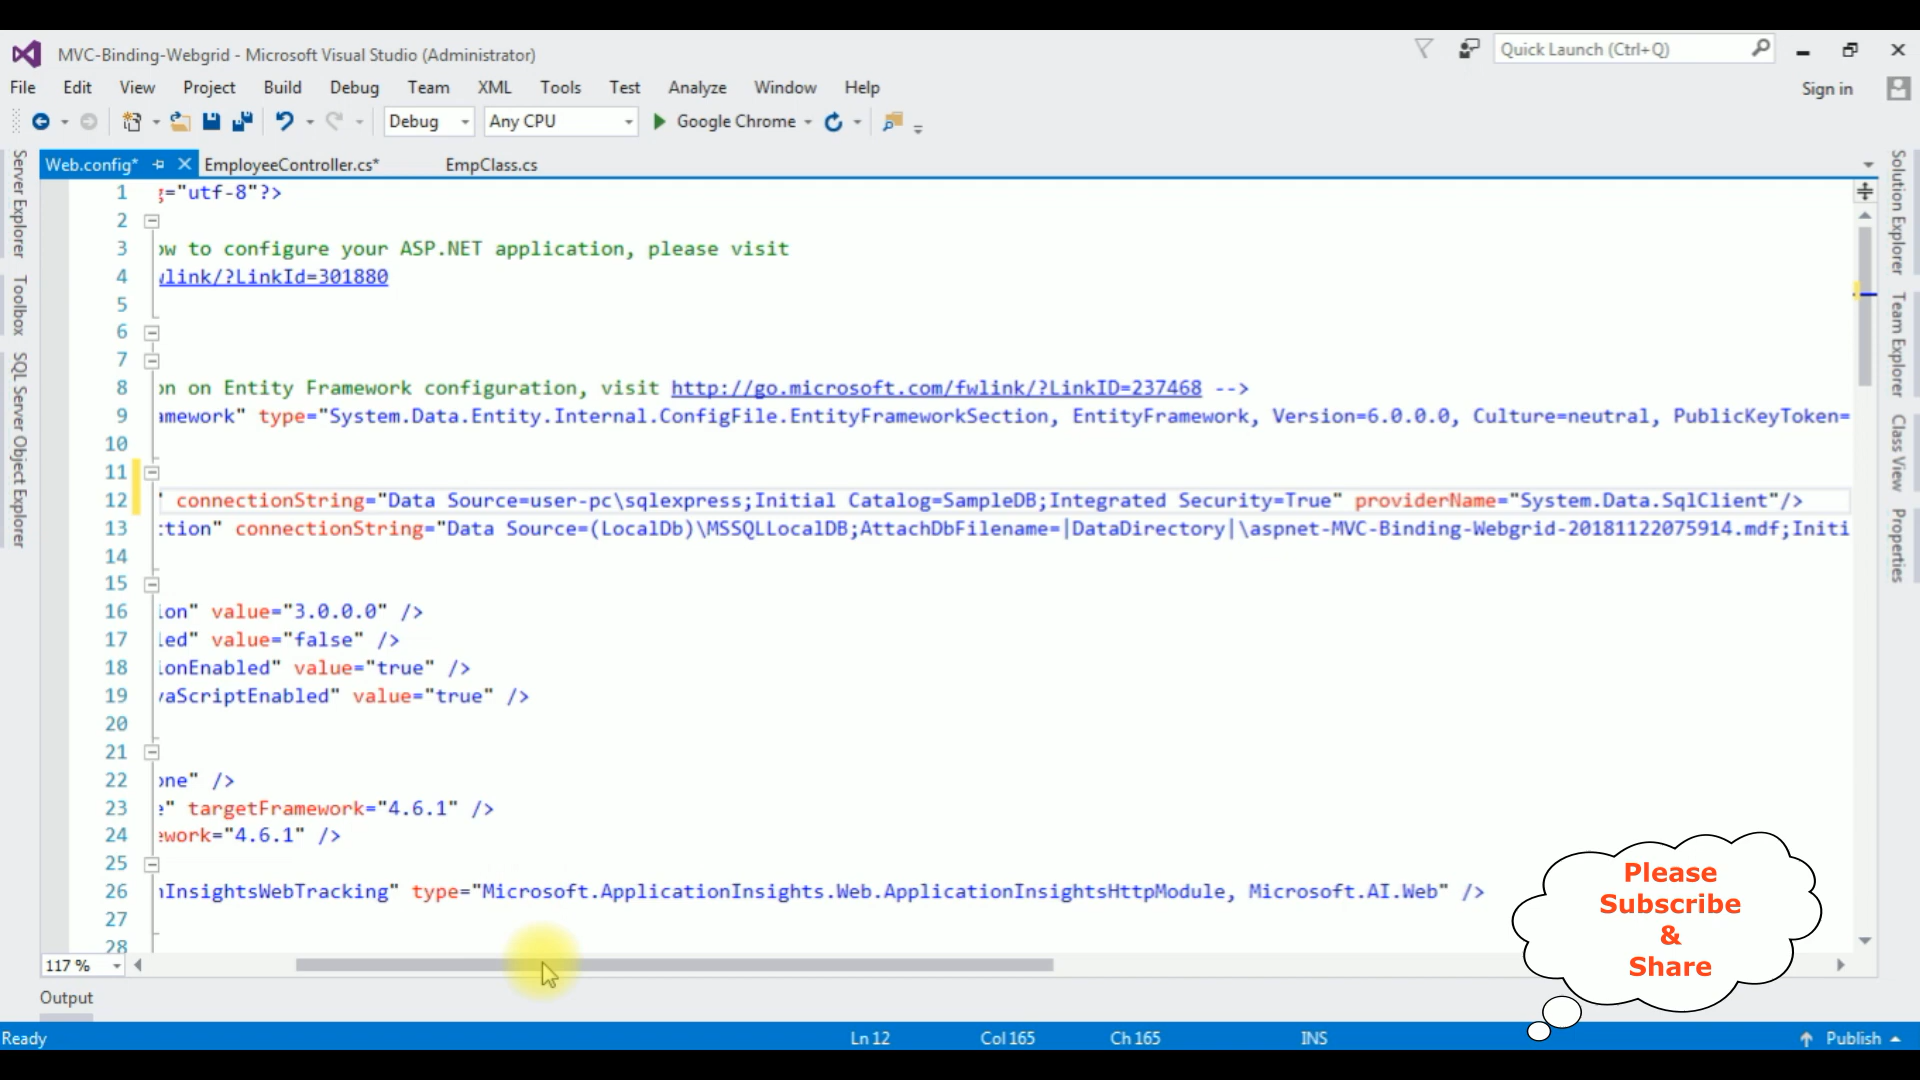 MVC-Binding-Webgrid - Microsoft Visual Studio (Administrator)
Quick Launch (Ctrl+Q)
File Edit View Project Build Debug Team XML Tools Test Analyze Window Help
Sign in
Debug Any CPU Google Chrome
Web.config* EmployeeController.cs* EmpClass.cs
Server Explorer
Toolbox
SQL Server Object Explorer
1 g="utf-8"?>
2
3 ow to configure your ASP.NET application, please visit
4 wlink/?LinkId=301880
5
6
7
8 on on Entity Framework configuration, visit http://go.microsoft.com/fwlink/?LinkID=237468 -->
9 amework" type="System.Data.Entity.Internal.ConfigFile.EntityFrameworkSection, EntityFramework, Version=6.0.0.0, Culture=neutral, PublicKeyToken=
10
11
12 " connectionString="Data Source=user-pc\sqlexpress;Initial Catalog=SampleDB;Integrated Security=True" providerName="System.Data.SqlClient"/>
13 ction" connectionString="Data Source=(LocalDb)\MSSQLLocalDB;AttachDbFilename=|DataDirectory|\aspnet-MVC-Binding-Webgrid-20181122075914.mdf;Initi
14
15
16 ion" value="3.0.0.0" />
17 led" value="false" />
18 ionEnabled" value="true" />
19 vaScriptEnabled" value="true" />
20
21
22 one" />
23 e" targetFramework="4.6.1" />
24 ework="4.6.1" />
25
26 nInsightsWebTracking" type="Microsoft.ApplicationInsights.Web.ApplicationInsightsHttpModule, Microsoft.AI.Web" />
27
28
Solution Explorer
Team Explorer
Class View
Properties
Please
Subscribe
&
Share
117 %
Output
Ready Ln 12 Col 165 Ch 165 INS Publish